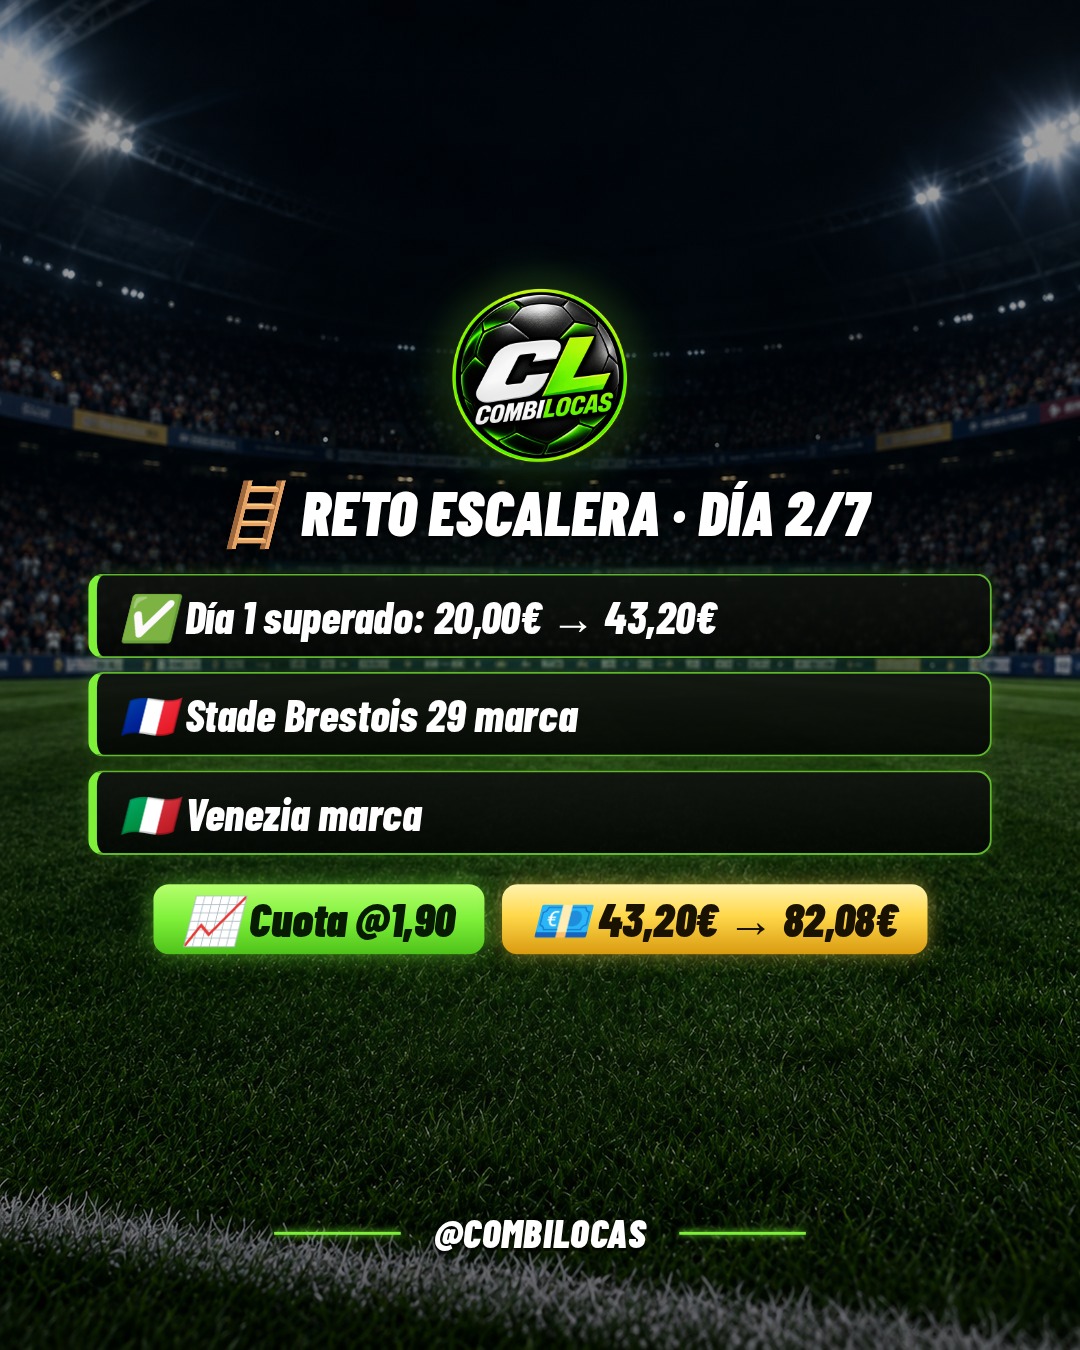 CL
COMBILOCAS
RETO ESCALERA · DÍA 2/7
Día 1 superado: 20,00€ → 43,20€
Stade Brestois 29 marca
Venezia marca
Cuota @1,90
43,20€ → 82,08€
@COMBILOCAS